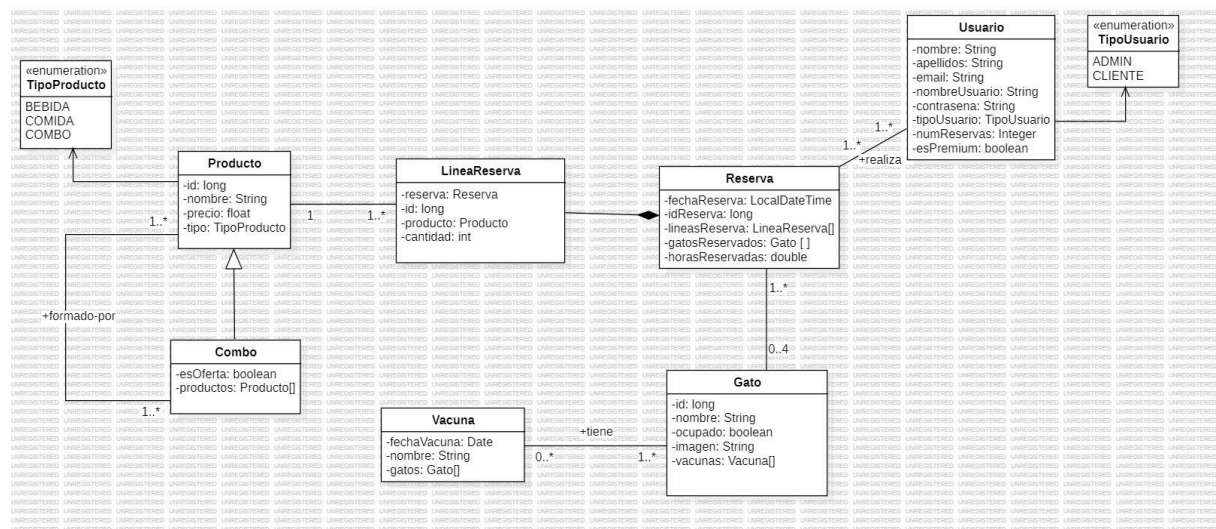 «enumeration»
TipoProducto
BEBIDA
COMIDA
COMBO
Producto
-id: long
-nombre: String
-precio: float
-tipo: TipoProducto
1..*
1
1..*
LineaReserva
-reserva: Reserva
-id: long
-producto: Producto
-cantidad: int
Reserva
-fechaReserva: LocalDateTime
-idReserva: long
-lineasReserva: LineaReserva[]
-gatosReservados: Gato [ ]
-horasReservadas: double
1..*
1..*
+realiza
Usuario
-nombre: String
-apellidos: String
-email: String
-nombreUsuario: String
-contrasena: String
-tipoUsuario: TipoUsuario
-numReservas: Integer
-esPremium: boolean
«enumeration»
TipoUsuario
ADMIN
CLIENTE
+formado-por
Combo
-esOferta: boolean
-productos: Producto[]
1..*
1..*
0..4
Gato
-id: long
-nombre: String
-ocupado: boolean
-imagen: String
-vacunas: Vacuna[]
+tiene
0..*
1..*
Vacuna
-fechaVacuna: Date
-nombre: String
-gatos: Gato[]
UNREGISTERED